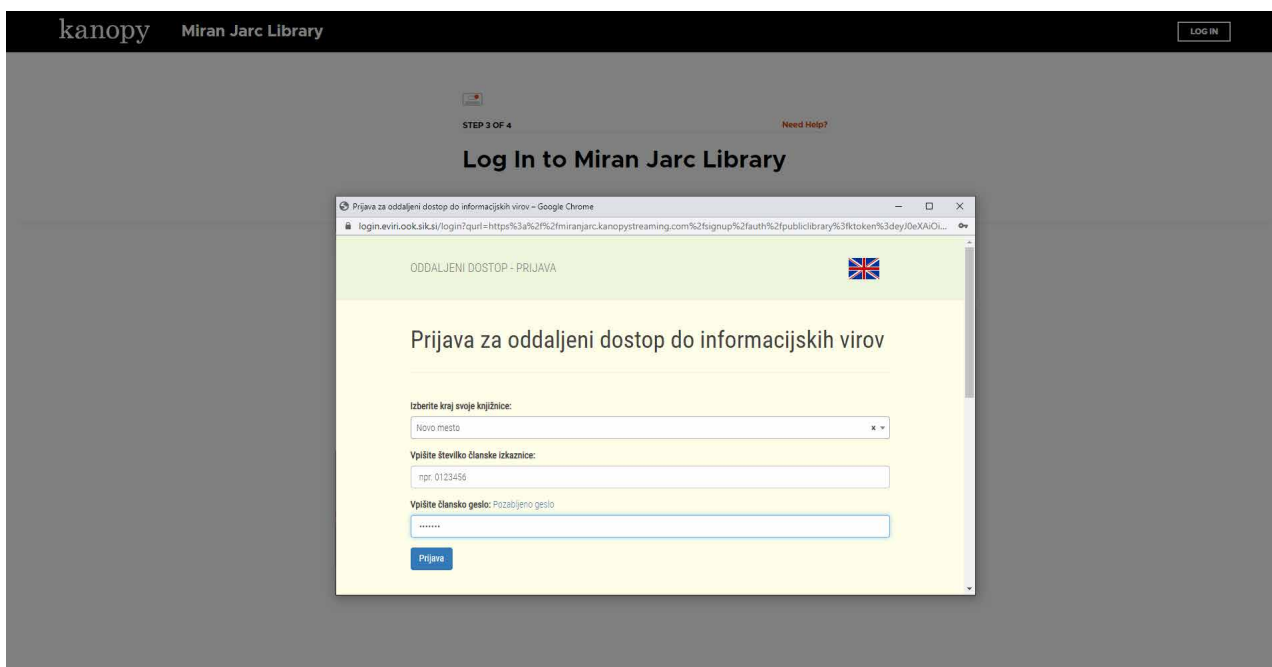 kanopy Miran Jarc Library LOG IN
STEP 3 OF 4 Need Help?
Log In to Miran Jarc Library
Prijava za oddaljeni dostop do informacijskih virov – Google Chrome
login.eviri.ook.sik.si/login?qurl=https%3a%2f%2fmiranjarc.kanopystreaming.com%2fsignup%2fauth%2fpubliclibrary%3fktoken%3deyJ0eXAiOi...
ODDALJENI DOSTOP - PRIJAVA
Prijava za oddaljeni dostop do informacijskih virov
Izberite kraj svoje knjižnice:
Novo mesto
Vpišite številko članske izkaznice:
npr. 0123456
Vpišite člansko geslo: Pozabljeno geslo
•••••••
Prijava